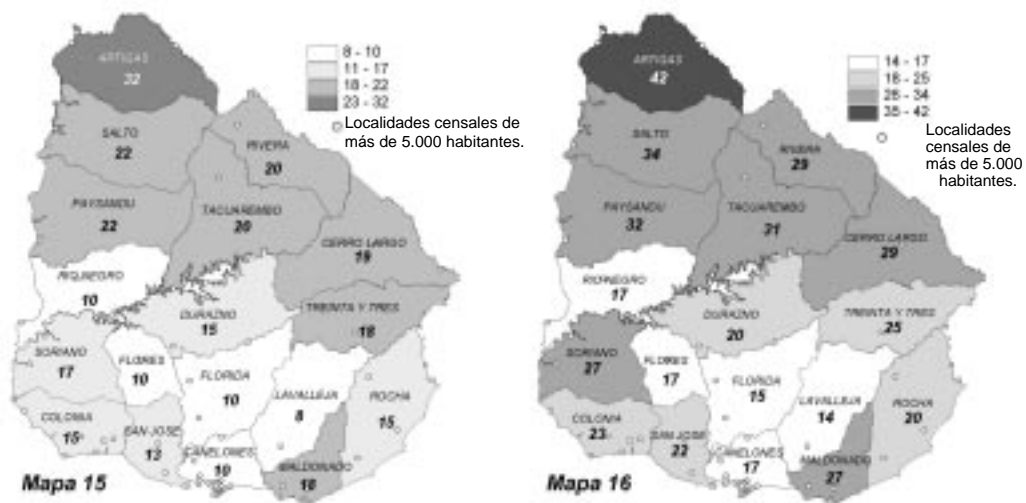 ARTIGAS
32
8 - 10
11 - 17
18 - 22
23 - 32
Localidades censales de
más de 5.000 habitantes.
SALTO
22
RIVERA
20
PAYSANDU
22
TACUAREMBO
20
CERRO LARGO
19
RIO NEGRO
10
DURAZNO
15
TREINTA Y TRES
18
SORIANO
17
FLORES
10
FLORIDA
10
LAVALLEJA
8
ROCHA
15
COLONIA
15
SAN JOSE
13
CANELONES
10
MALDONADO
18
Mapa 15
ARTIGAS
42
14 - 17
18 - 25
26 - 34
35 - 42
Localidades
censales de
más de 5.000
habitantes.
SALTO
34
RIVERA
29
PAYSANDU
32
TACUAREMBO
31
CERRO LARGO
29
RIO NEGRO
17
DURAZNO
20
TREINTA Y TRES
25
SORIANO
27
FLORES
17
FLORIDA
15
LAVALLEJA
14
ROCHA
20
COLONIA
23
SAN JOSE
22
17
MALDONADO
27
Mapa 16